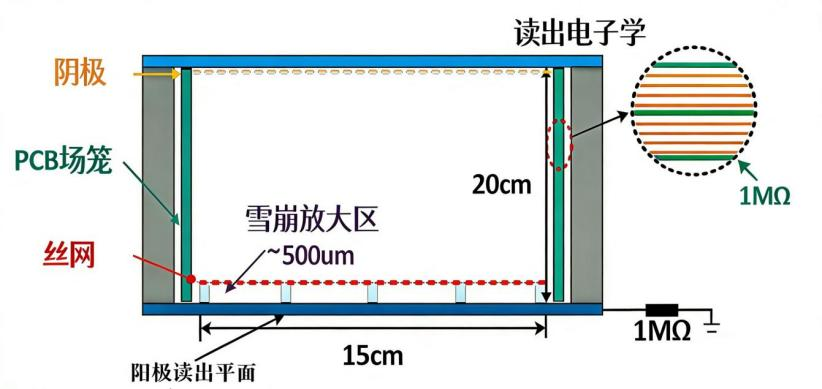 读出电子学
阴极
PCB场笼
20cm
1MΩ
雪崩放大区
~500um
丝网
1MΩ
15cm
阳极读出平面